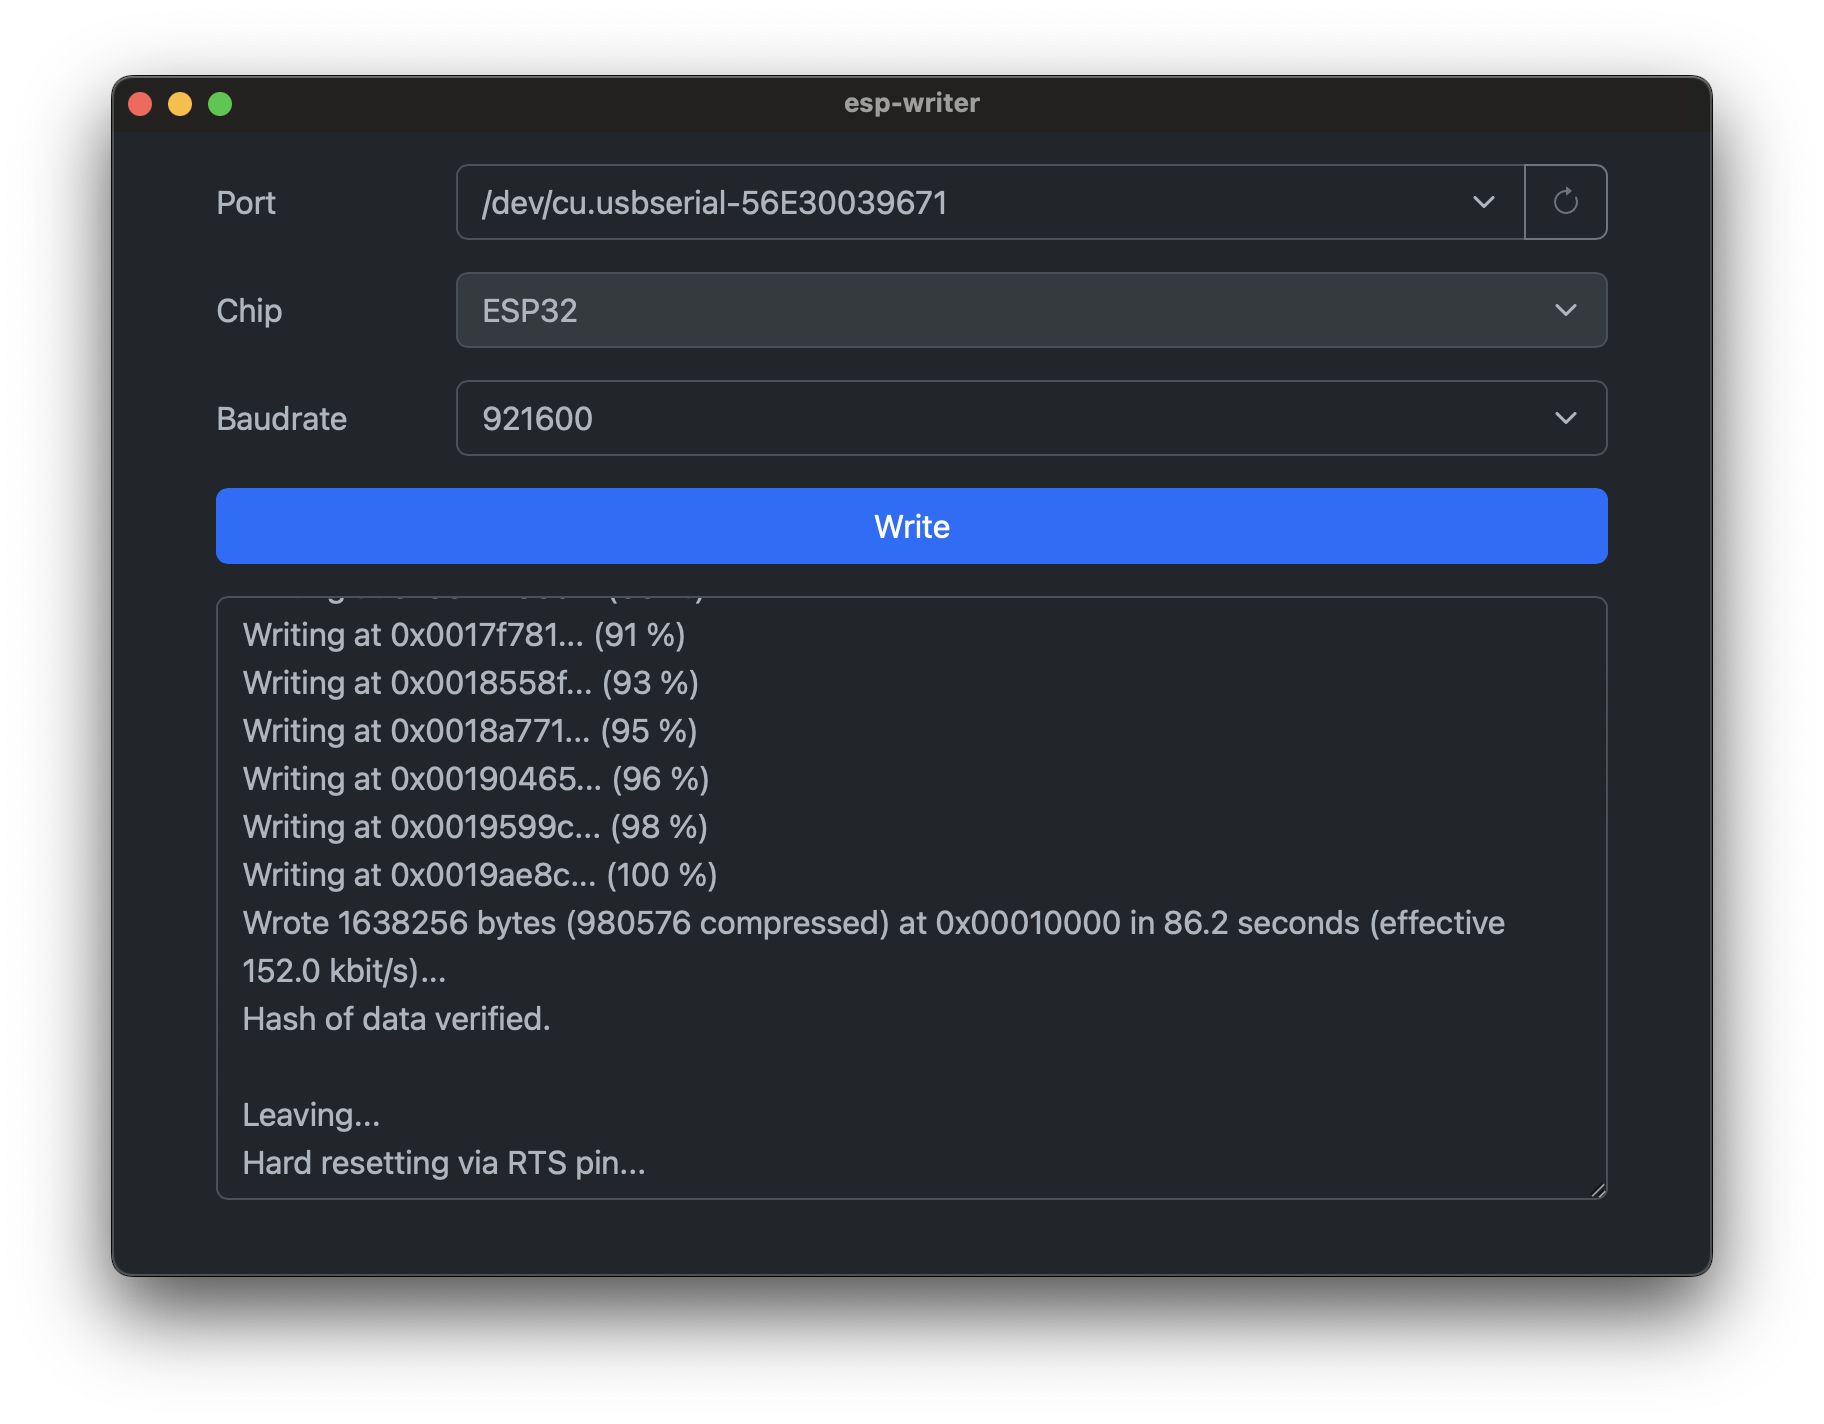 esp-writer
Port
/dev/cu.usbserial-56E30039671
Chip
ESP32
Baudrate
921600
Write
Writing at 0x0017f781... (91 %)
Writing at 0x0018558f... (93 %)
Writing at 0x0018a771... (95 %)
Writing at 0x00190465... (96 %)
Writing at 0x0019599c... (98 %)
Writing at 0x0019ae8c... (100 %)
Wrote 1638256 bytes (980576 compressed) at 0x00010000 in 86.2 seconds (effective
152.0 kbit/s)...
Hash of data verified.
Leaving...
Hard resetting via RTS pin...